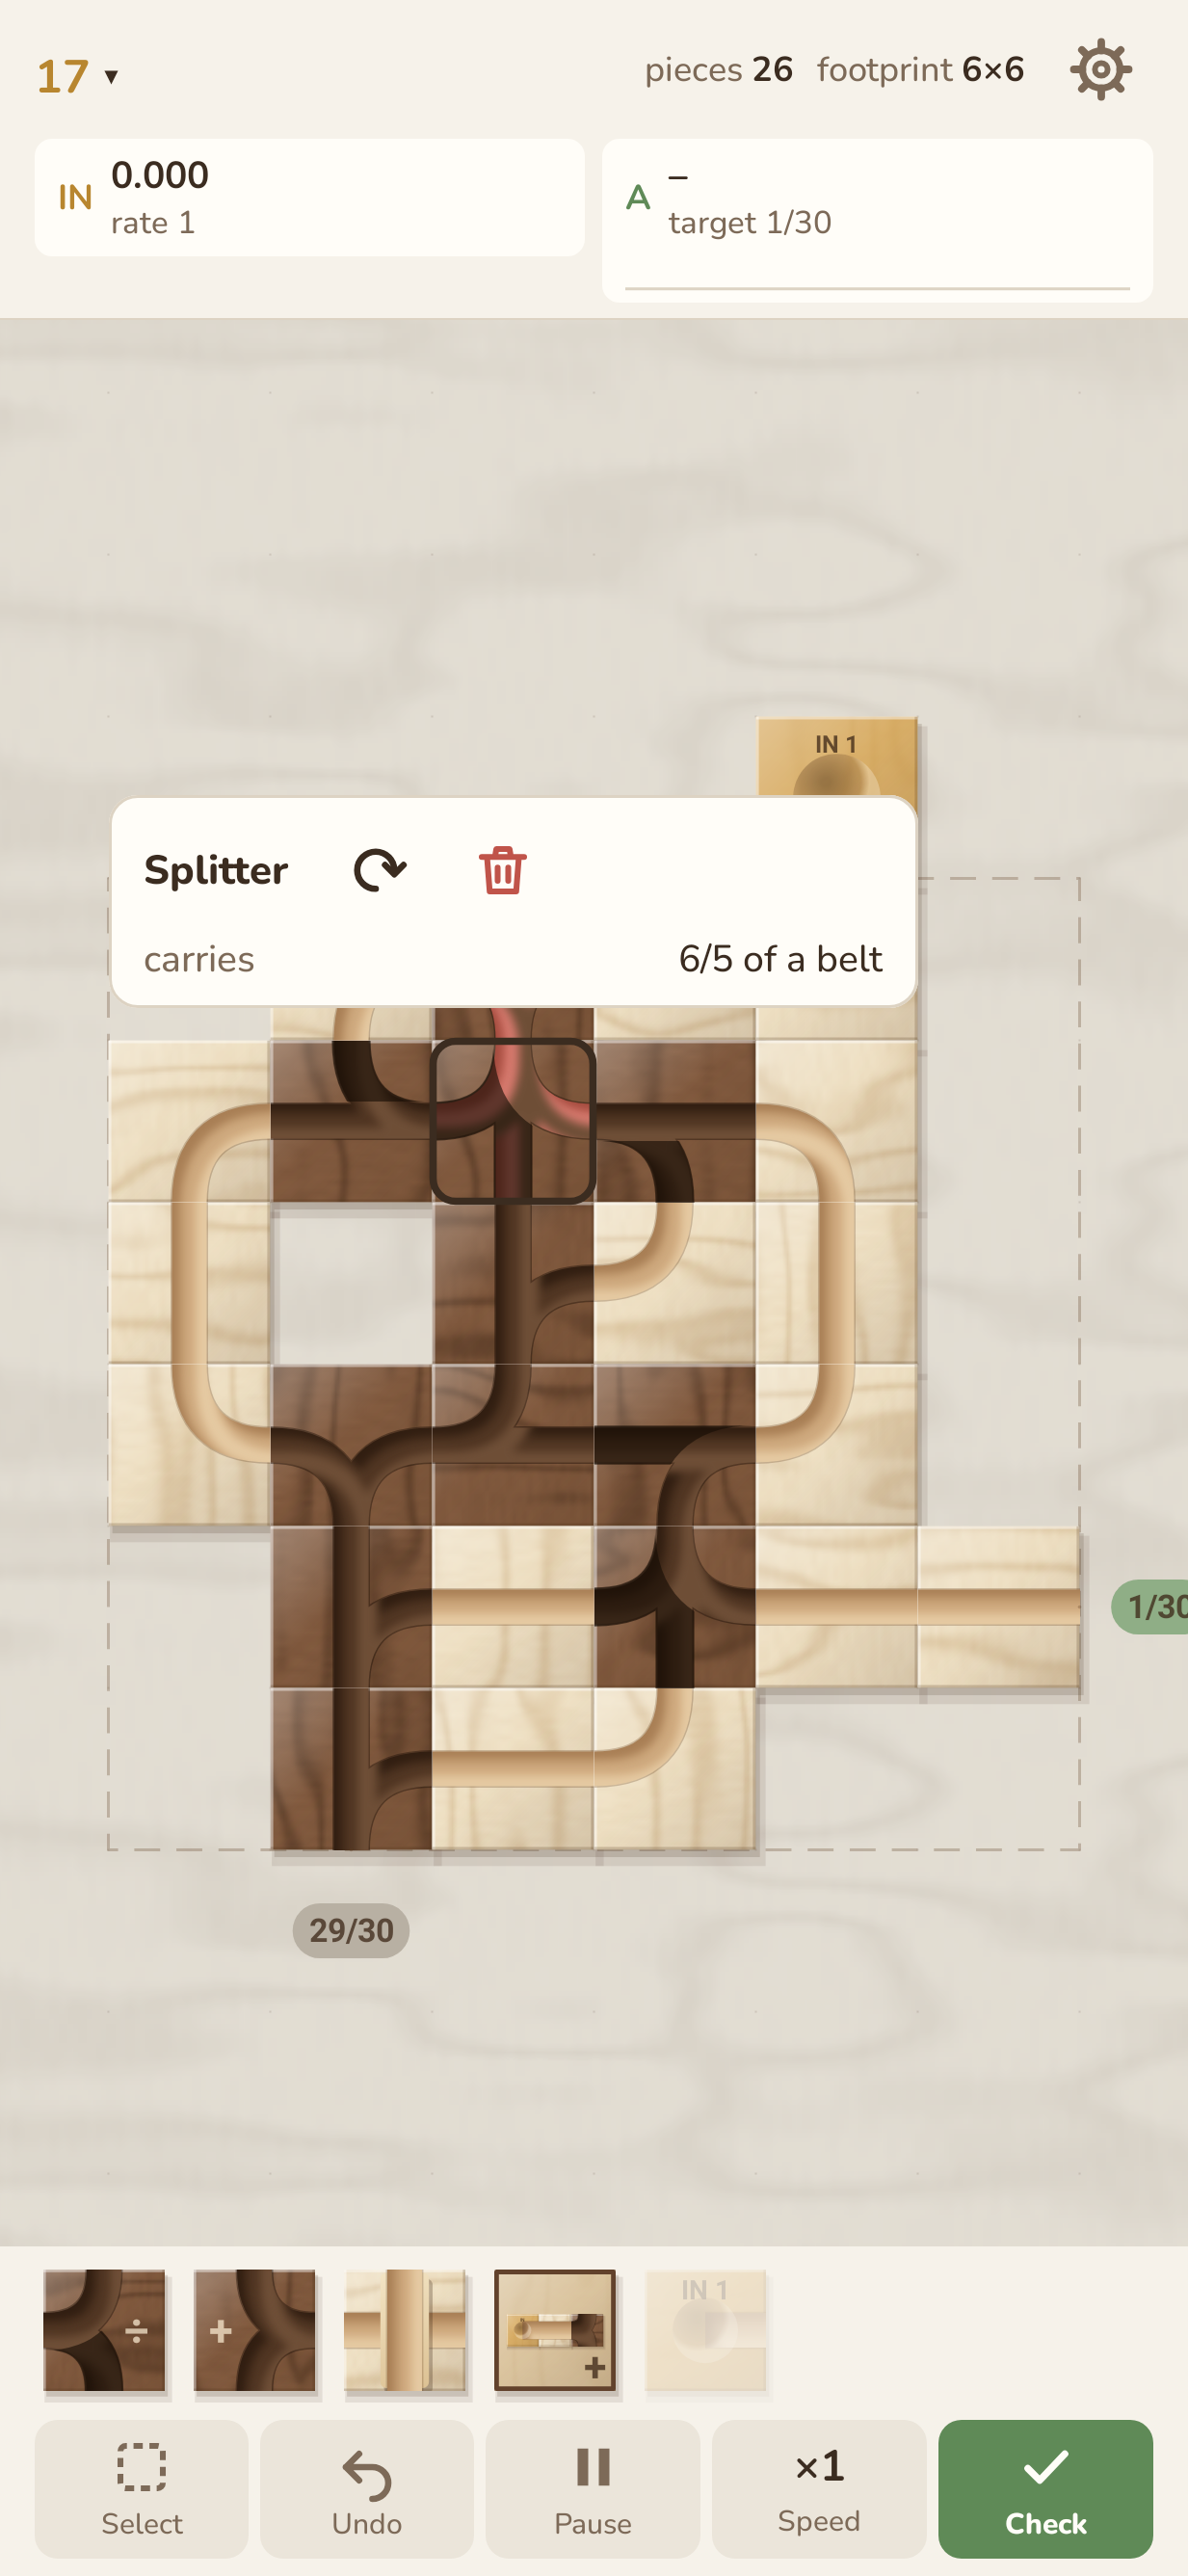 17 ▼
pieces 26 footprint 6×6
IN 0.000
rate 1
A –
target 1/30
IN 1
Splitter
carries 6/5 of a belt
1/30
29/30
÷
+
+
IN 1
Select
Undo
Pause
×1
Speed
Check